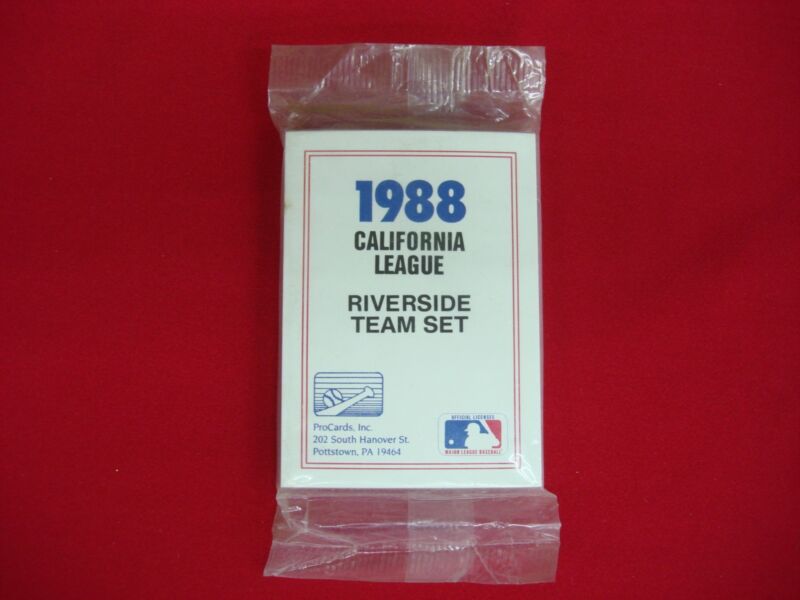 1988
CALIFORNIA
LEAGUE
RIVERSIDE
TEAM SET
ProCards, Inc.
202 South Hanover St.
Pottstown, PA 19464
OFFICIAL LICENSEE
MAJOR LEAGUE BASEBALL